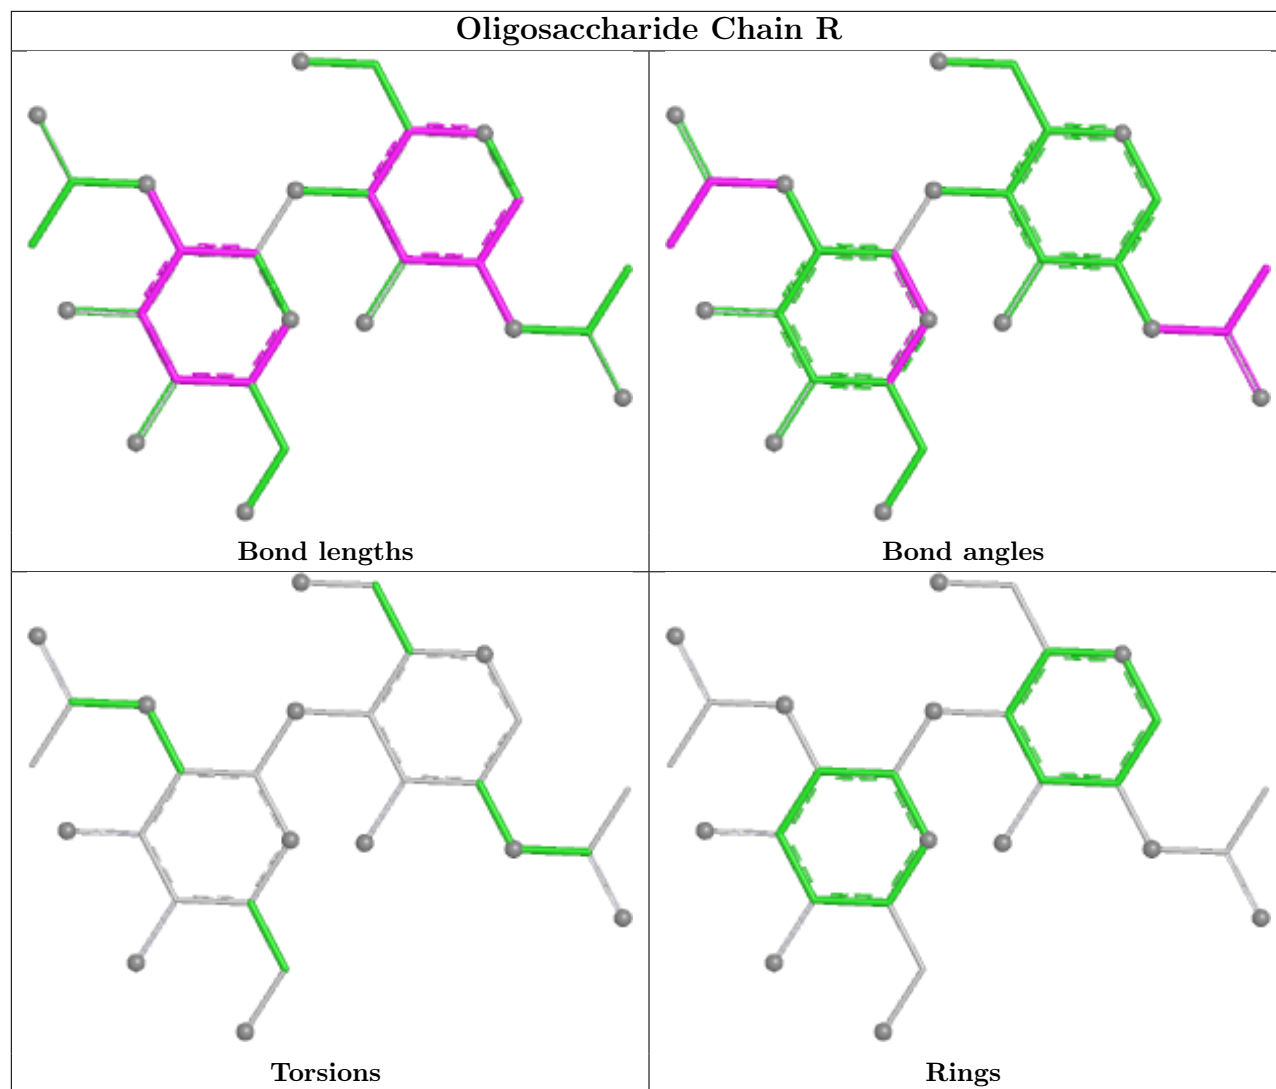 Oligosaccharide Chain R
Bond lengths
Bond angles
Torsions
Rings